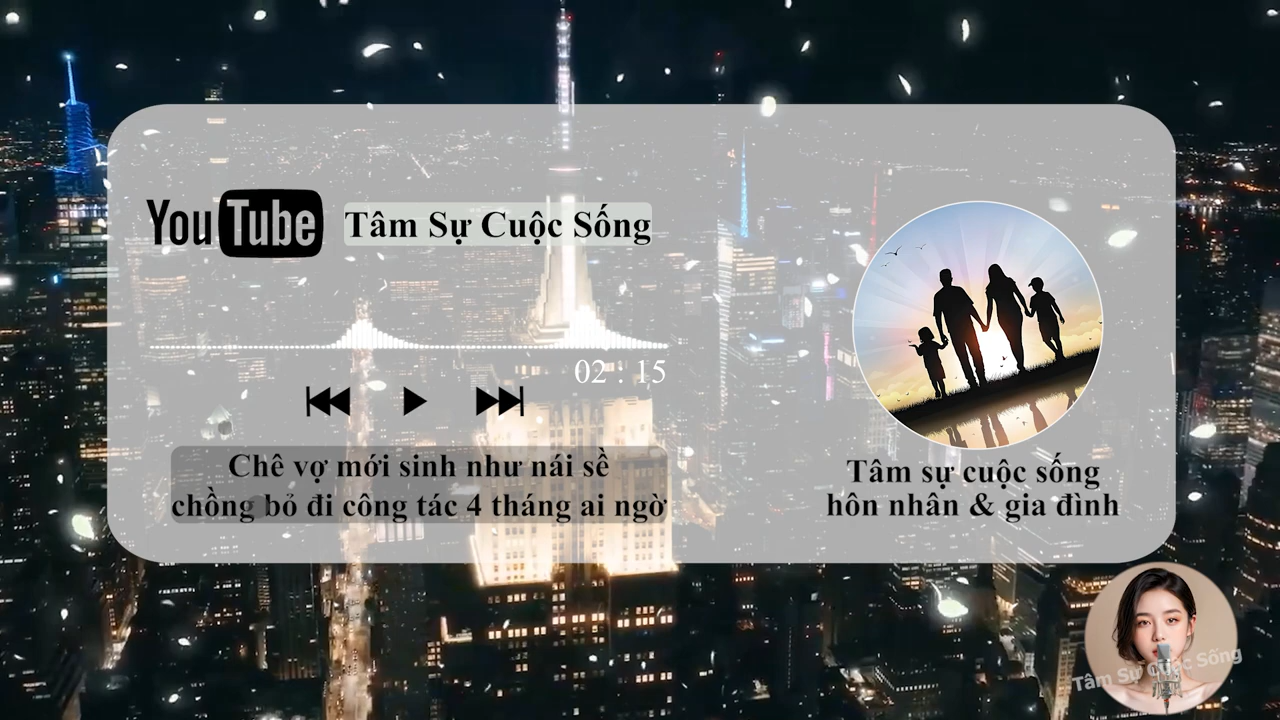 YouTube
Tâm Sự Cuộc Sống
02 : 15
Chê vợ mới sinh như nái sề
chồng bỏ đi công tác 4 tháng ai ngờ
Tâm sự cuộc sống
hôn nhân & gia đình
Tâm Sự Cuộc Sống